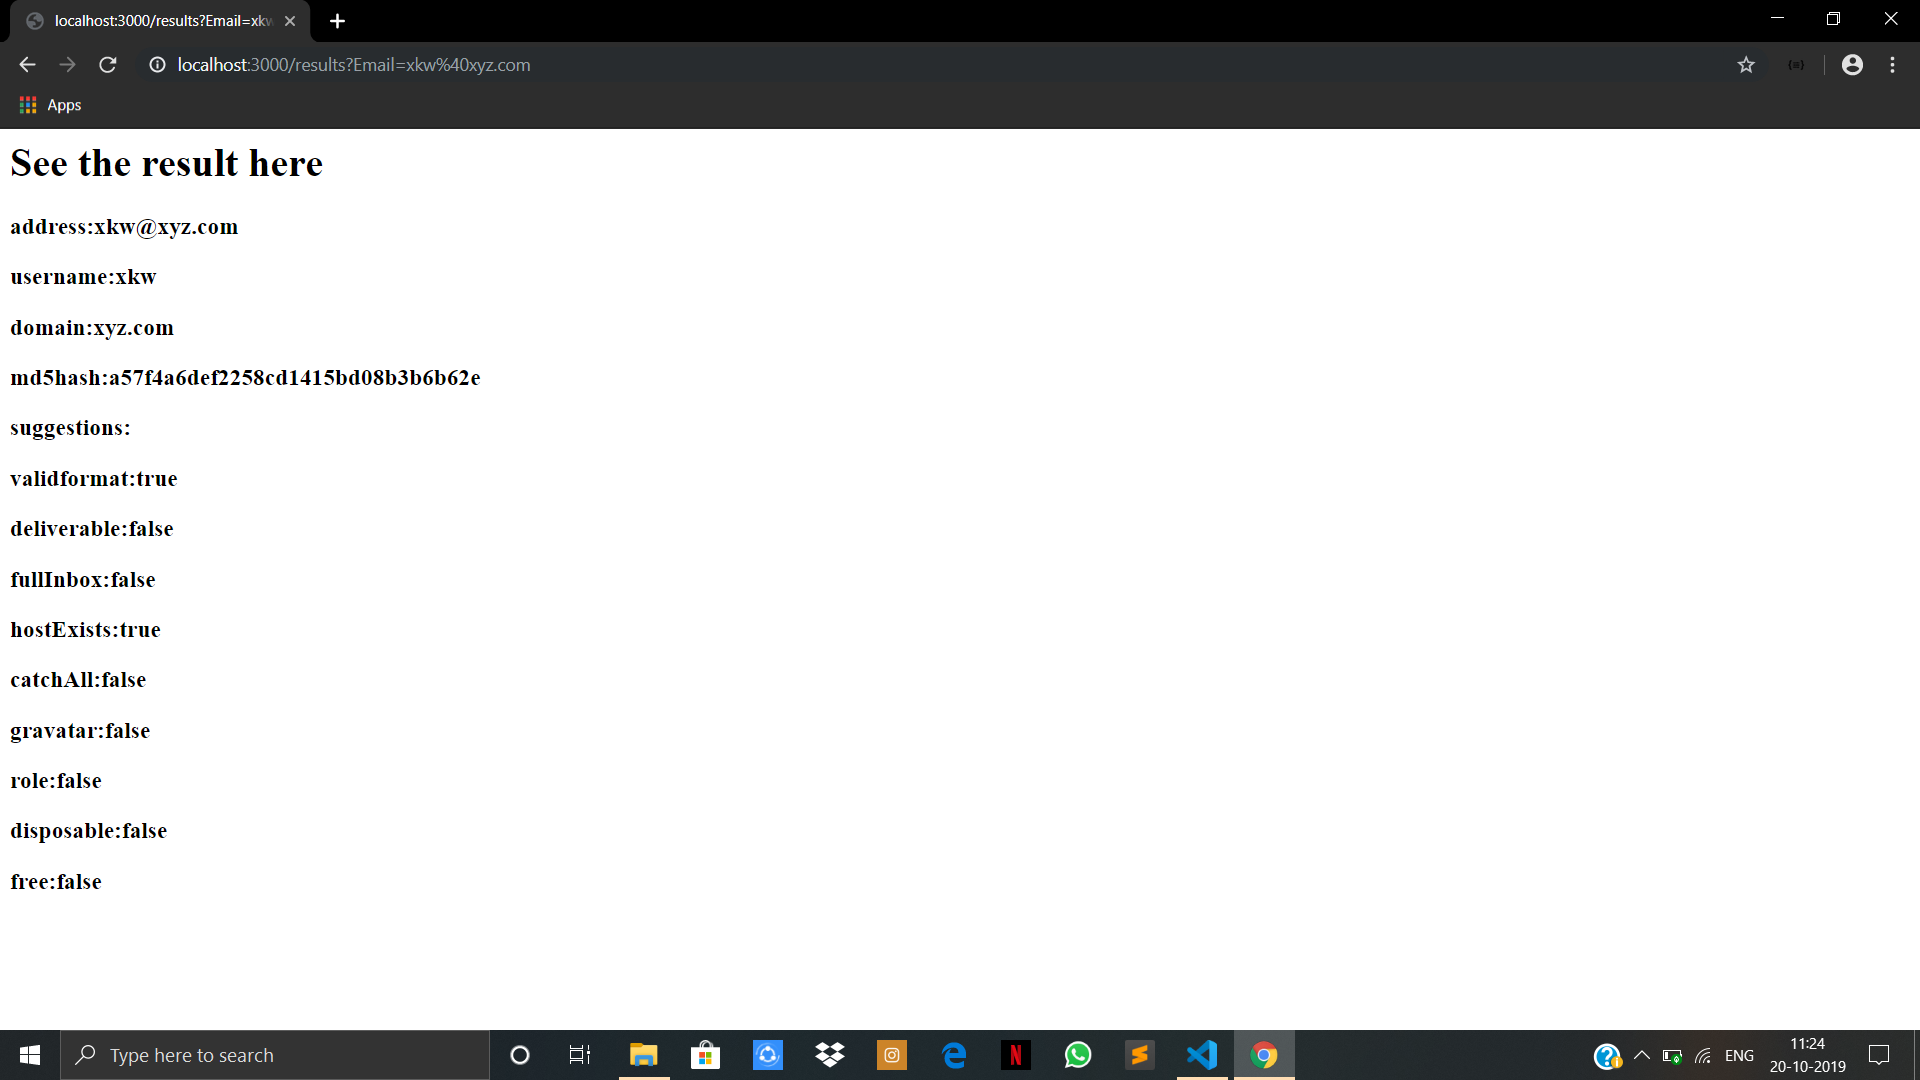 localhost:3000/results?Email=xkw
localhost:3000/results?Email=xkw%40xyz.com
Apps
See the result here
address:xkw@xyz.com
username:xkw
domain:xyz.com
md5hash:a57f4a6def2258cd1415bd08b3b6b62e
suggestions:
validformat:true
deliverable:false
fullInbox:false
hostExists:true
catchAll:false
gravatar:false
role:false
disposable:false
free:false
Type here to search
ENG
11:24
20-10-2019